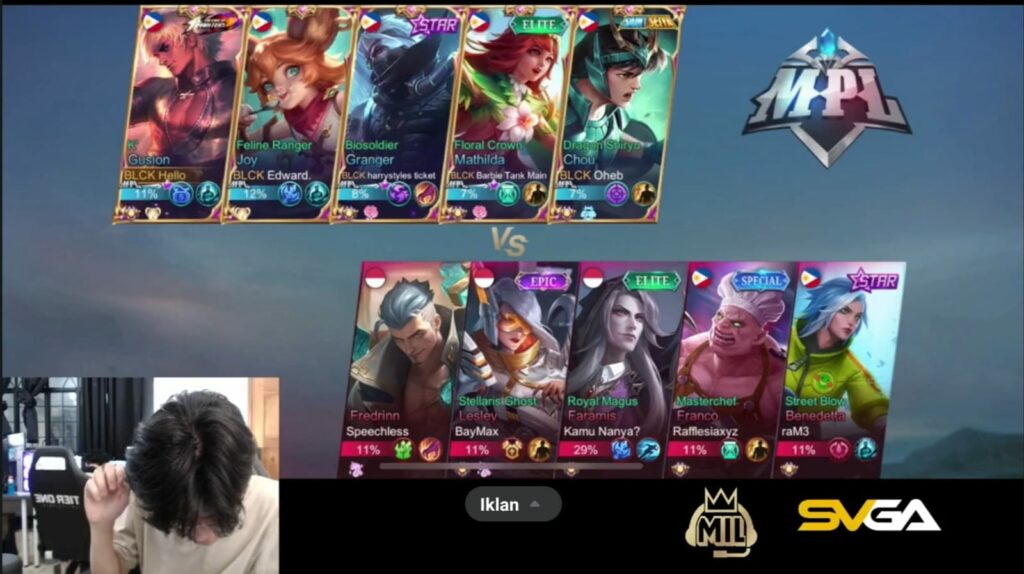 STAR
ELITE
K
Gusion
BLCK Hello
11%
Feline Ranger
Joy
BLCK Edward.
12%
Biosoldier
Granger
BLCK harrystyles ticket
8%
Floral Crown
Mathilda
BLCK Barbie Tank Main
7%
Dragon Shiryu
Chou
BLCK Oheb
7%
MPL
Vs
EPIC
ELITE
SPECIAL
STAR
Fredrinn
Speechless
11%
Stellaris Ghost
Lesley
BayMax
11%
Royal Magus
Faramis
Kamu Nanya?
29%
Masterchef
Franco
Rafflesiaxyz
11%
Street Blow
Benedetta
raM3
11%
TIER ONE
Iklan
MIL
SVGA